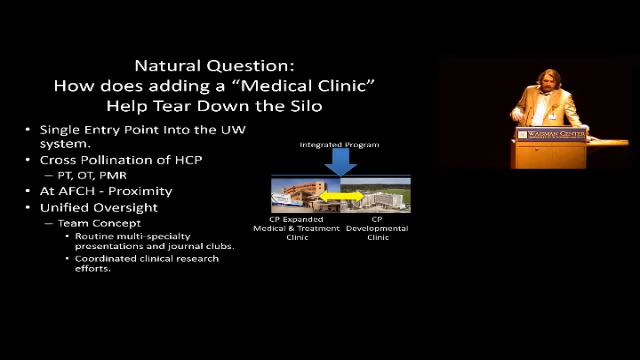 Natural Question:
How does adding a “Medical Clinic”
Help Tear Down the Silo
• Single Entry Point Into the UW
system.
• Cross Pollination of HCP
– PT, OT, PMR
• At AFCH - Proximity
• Unified Oversight
– Team Concept
• Routine multi-specialty
presentations and journal clubs.
• Coordinated clinical research
efforts.
Integrated Program
CP Expanded
Medical & Treatment
Clinic
CP
Developmental
Clinic
WAISMAN CENTER